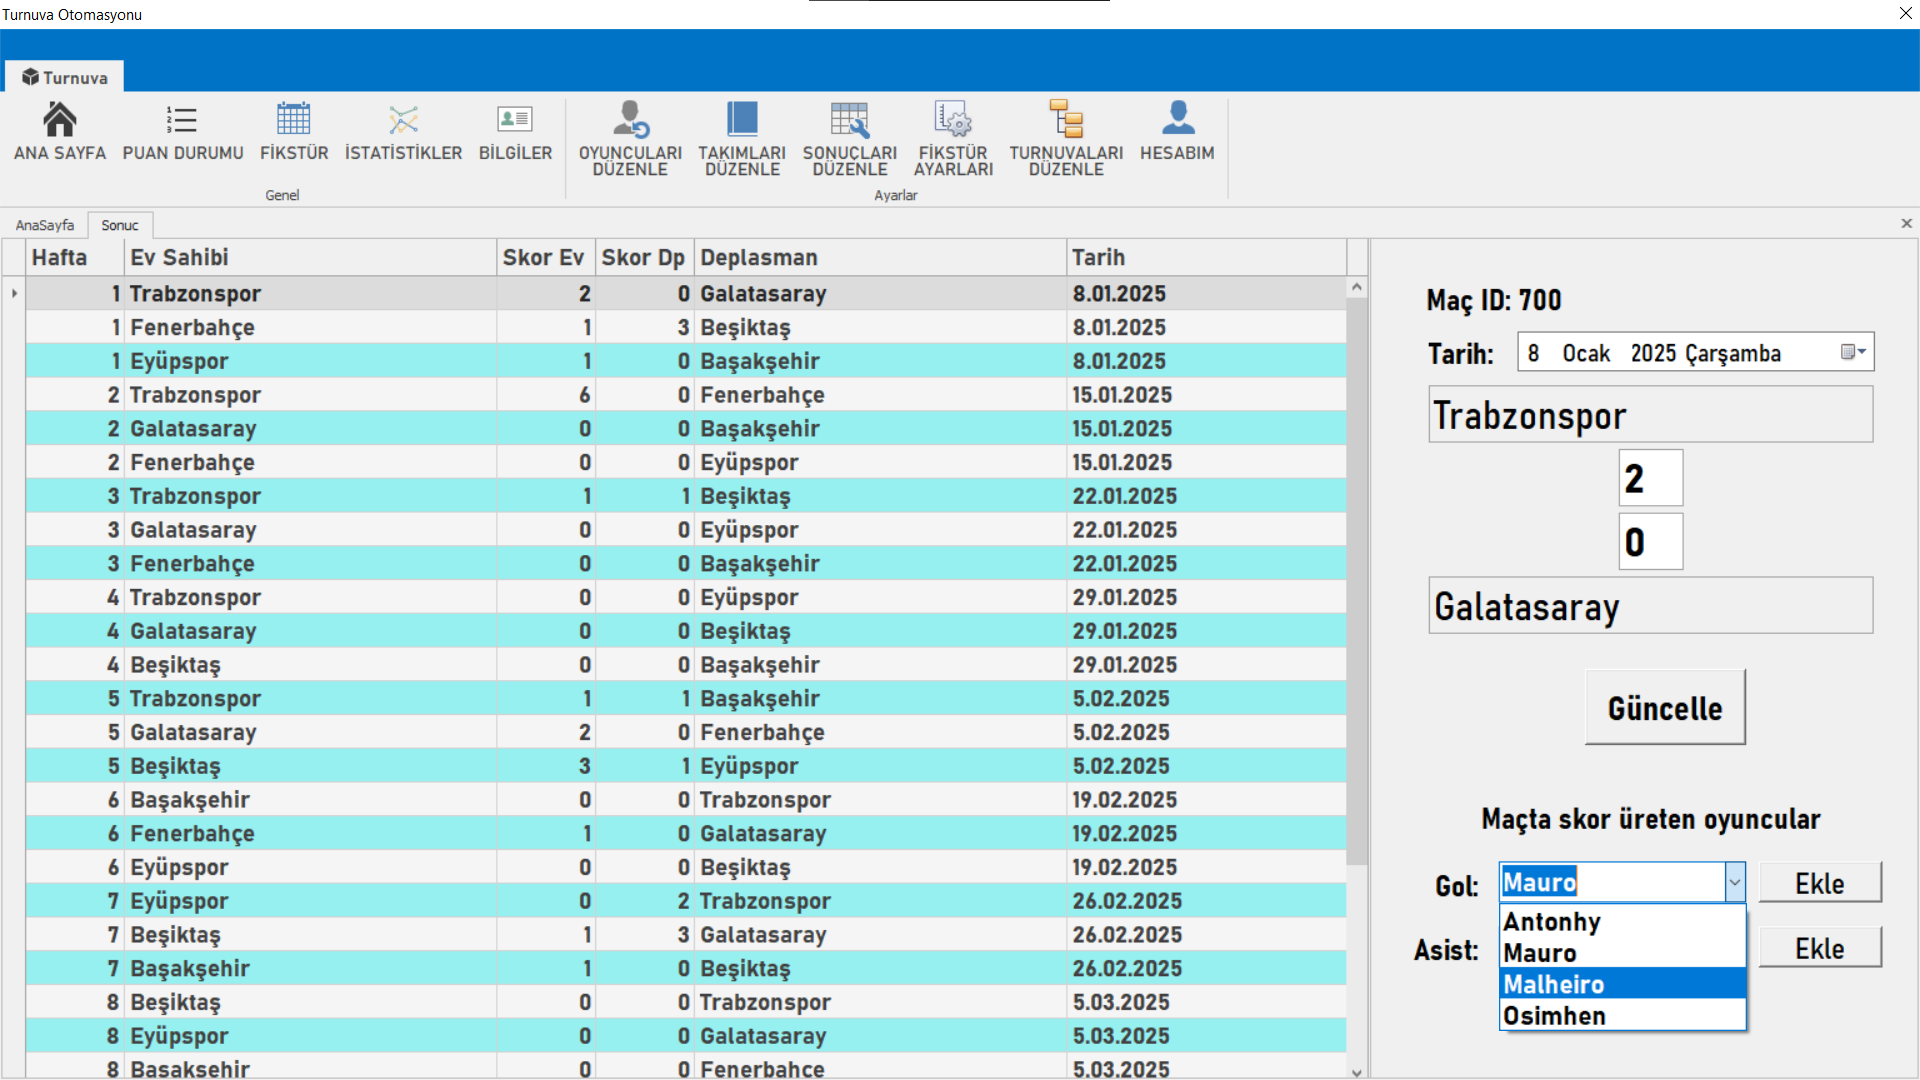 Turnuva Otomasyonu
Turnuva
ANA SAYFA
PUAN DURUMU
FİKSTÜR
İSTATİSTİKLER
BİLGİLER
Genel
OYUNCULARI DÜZENLE
TAKIMLARI DÜZENLE
SONUÇLARI DÜZENLE
FİKSTÜR AYARLARI
TURNUVALARI DÜZENLE
HESABIM
Ayarlar
AnaSayfa Sonuc
Hafta Ev Sahibi Skor Ev Skor Dp Deplasman Tarih
1 Trabzonspor 2 0 Galatasaray 8.01.2025
1 Fenerbahçe 1 3 Beşiktaş 8.01.2025
1 Eyüpspor 1 0 Başakşehir 8.01.2025
2 Trabzonspor 6 0 Fenerbahçe 15.01.2025
2 Galatasaray 0 0 Başakşehir 15.01.2025
2 Fenerbahçe 0 0 Eyüpspor 15.01.2025
3 Trabzonspor 1 1 Beşiktaş 22.01.2025
3 Galatasaray 0 0 Eyüpspor 22.01.2025
3 Fenerbahçe 0 0 Başakşehir 22.01.2025
4 Trabzonspor 0 0 Eyüpspor 29.01.2025
4 Galatasaray 0 0 Beşiktaş 29.01.2025
4 Beşiktaş 0 0 Başakşehir 29.01.2025
5 Trabzonspor 1 1 Başakşehir 5.02.2025
5 Galatasaray 2 0 Fenerbahçe 5.02.2025
5 Beşiktaş 3 1 Eyüpspor 5.02.2025
6 Başakşehir 0 0 Trabzonspor 19.02.2025
6 Fenerbahçe 1 0 Galatasaray 19.02.2025
6 Eyüpspor 0 0 Beşiktaş 19.02.2025
7 Eyüpspor 0 2 Trabzonspor 26.02.2025
7 Beşiktaş 1 3 Galatasaray 26.02.2025
7 Başakşehir 1 0 Beşiktaş 26.02.2025
8 Beşiktaş 0 0 Trabzonspor 5.03.2025
8 Eyüpspor 0 0 Galatasaray 5.03.2025
8 Başakşehir 0 0 Fenerbahçe 5.03.2025
Maç ID: 700
Tarih: 8 Ocak 2025 Çarşamba
Trabzonspor
2
0
Galatasaray
Güncelle
Maçta skor üreten oyuncular
Gol: Mauro Ekle
Antonhy
Mauro
Malheiro
Osimhen
Asist: Ekle